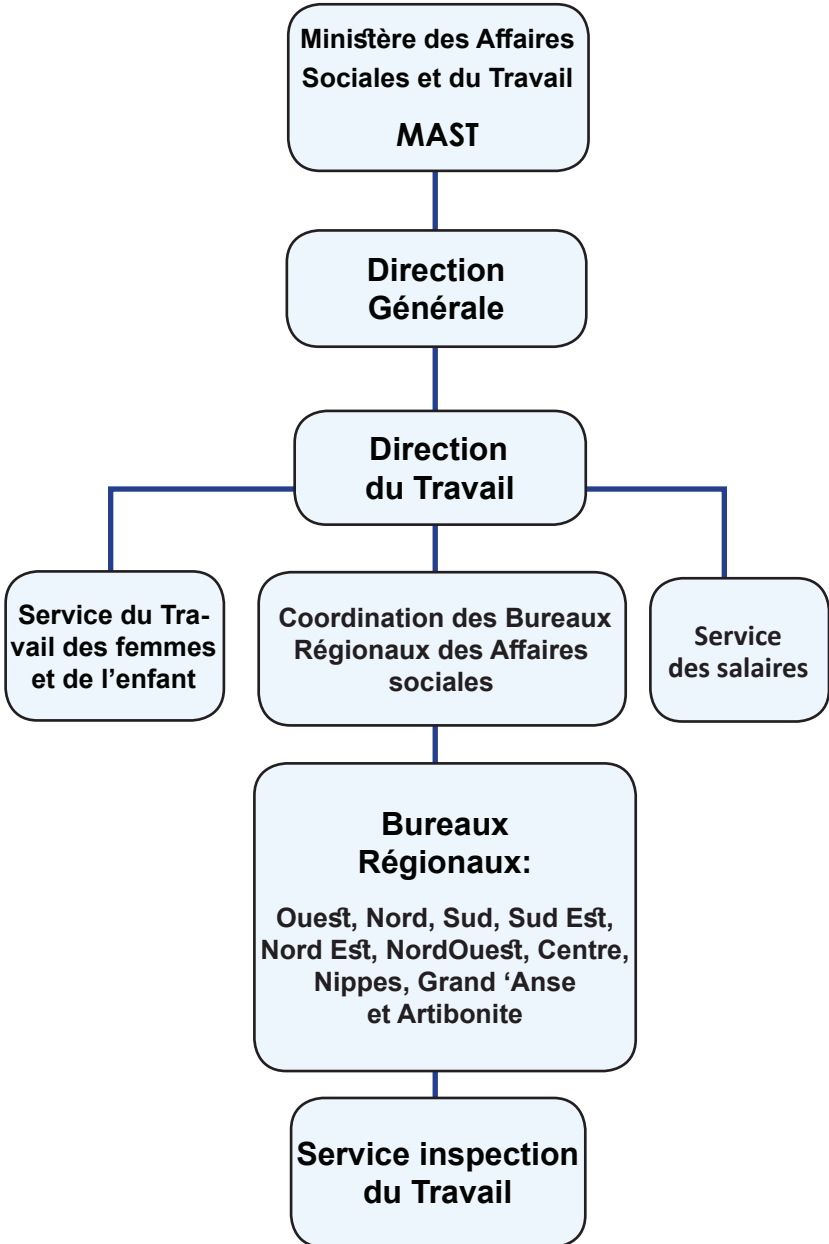 Ministère des Affaires
Sociales et du Travail
MAST
Direction
Générale
Direction
du Travail
Service du Tra-
vail des femmes
et de l’enfant
Coordination des Bureaux
Régionaux des Affaires
sociales
Service
des salaires
Bureaux
Régionaux:
Ouest, Nord, Sud, Sud Est,
Nord Est, NordOuest, Centre,
Nippes, Grand ‘Anse
et Artibonite
Service inspection
du Travail